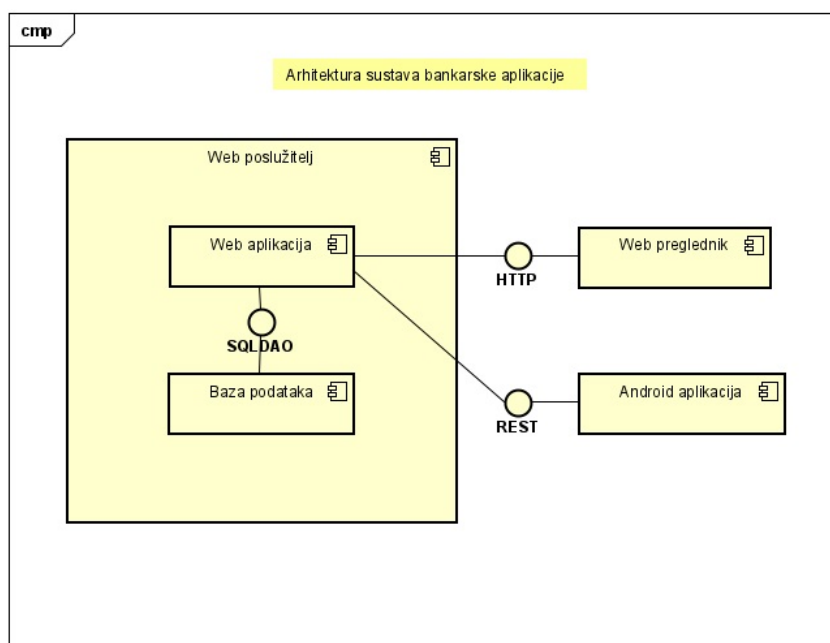 cmp
Arhitektura sustava bankarske aplikacije
Web poslužitelj
Web aplikacija
Web preglednik
HTTP
SQLDAO
Baza podataka
Android aplikacija
REST